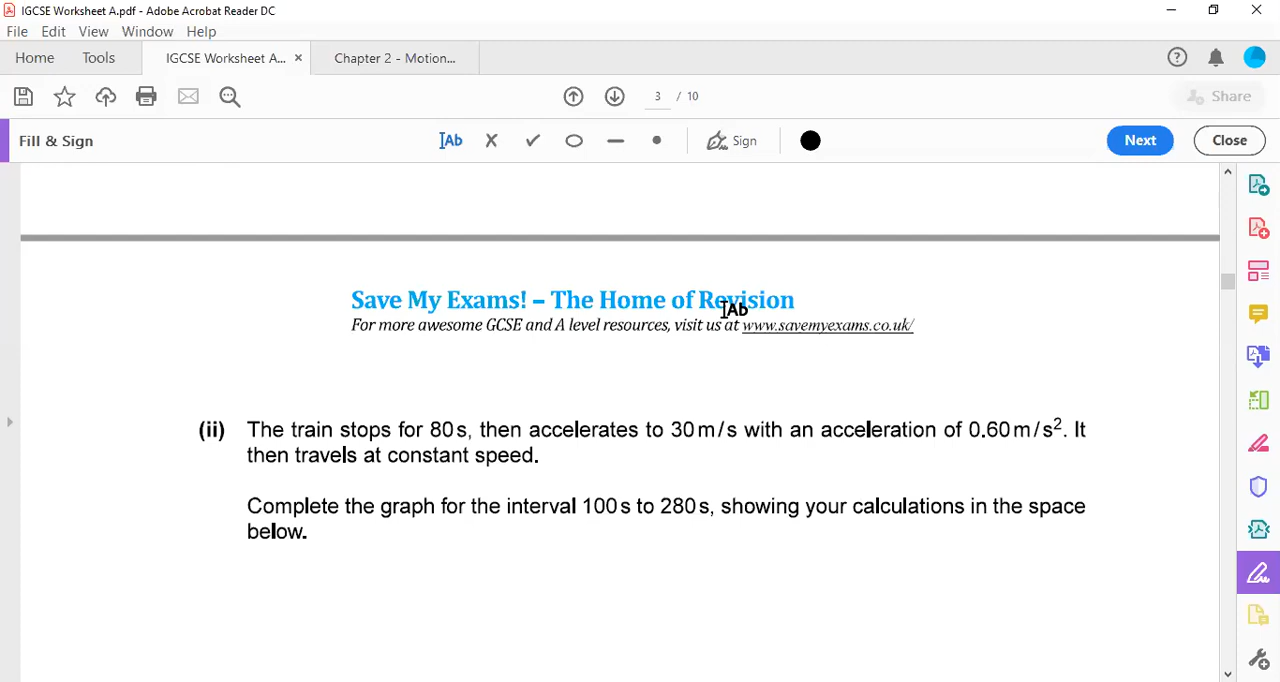 IGCSE Worksheet A.pdf - Adobe Acrobat Reader DC
File Edit View Window Help
Home Tools IGCSE Worksheet A... × Chapter 2 - Motion...
3 / 10 Share
Fill & Sign Ab Sign Next Close
Save My Exams! – The Home of Revision
Ab
For more awesome GCSE and A level resources, visit us at www.savemyexams.co.uk/
(ii) The train stops for 80 s, then accelerates to 30 m / s with an acceleration of 0.60 m / s². It
then travels at constant speed.
Complete the graph for the interval 100 s to 280 s, showing your calculations in the space
below.